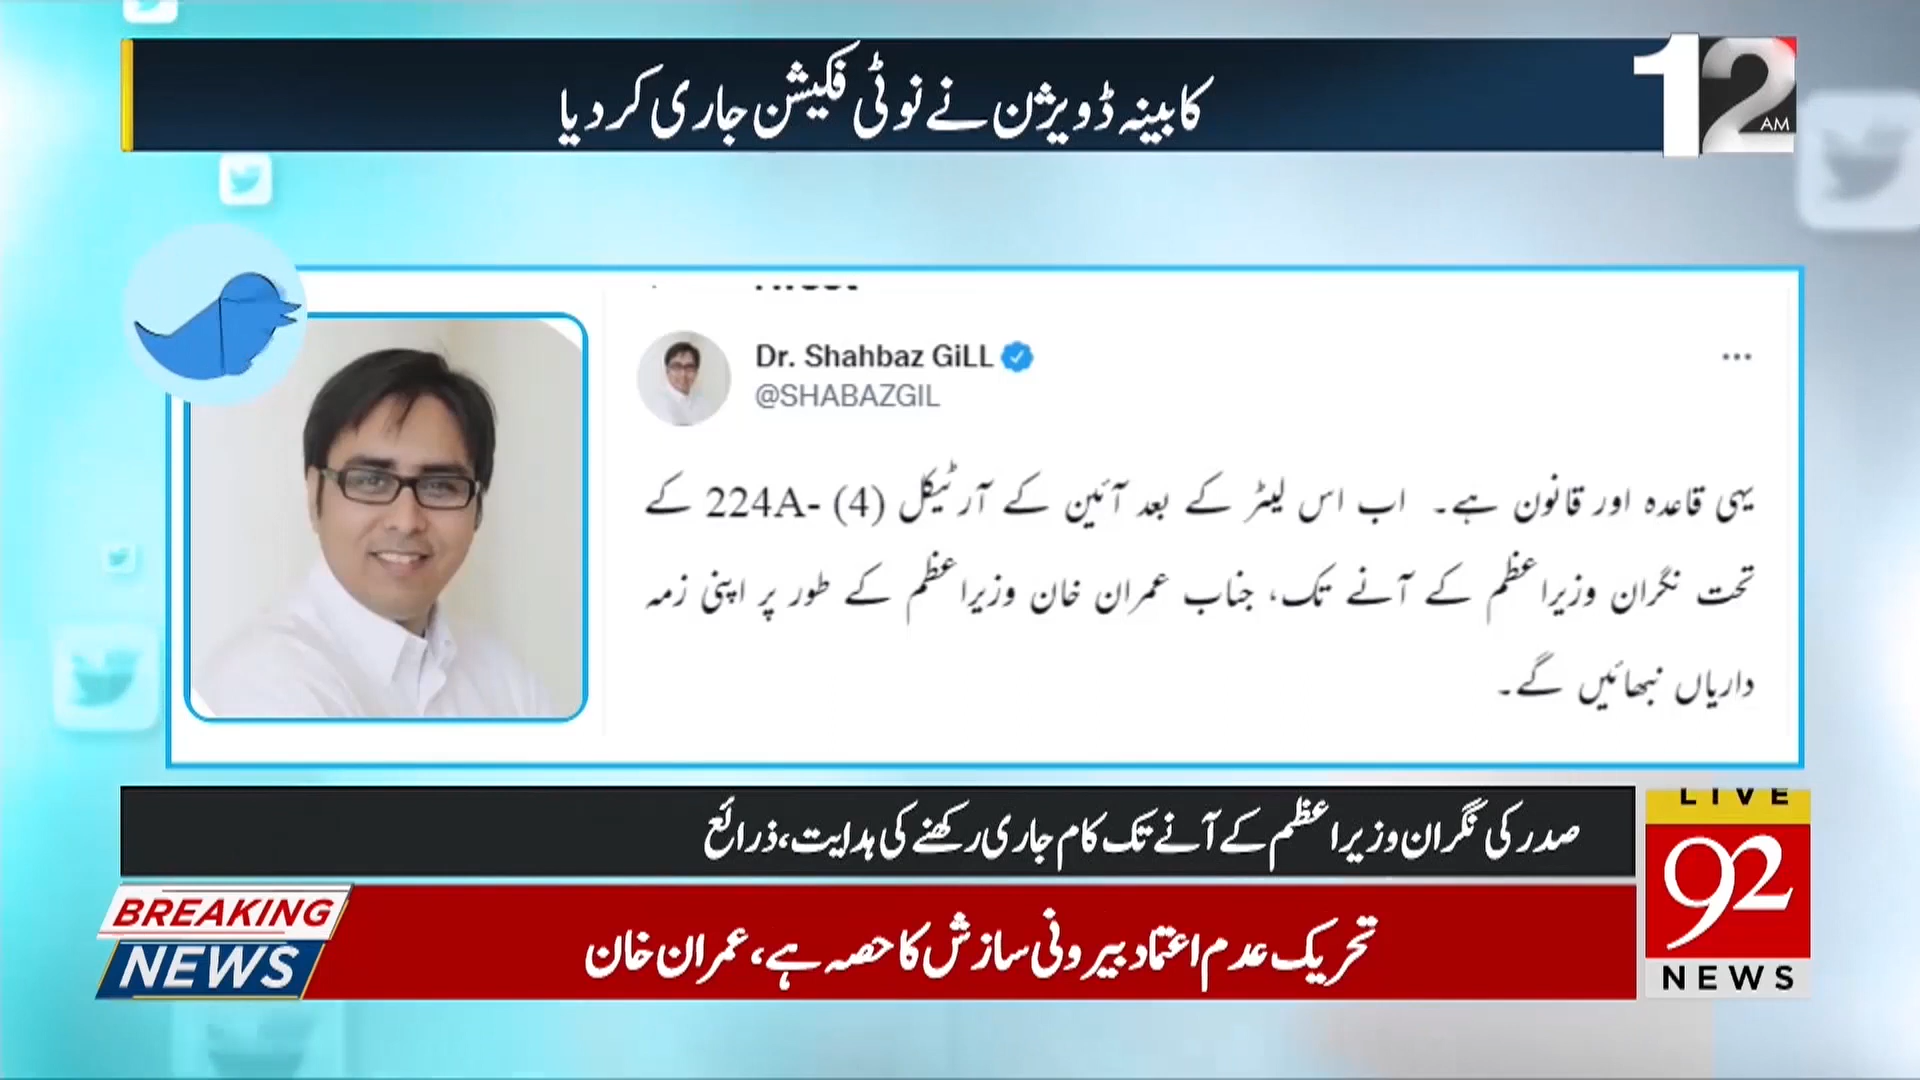 کابینہ ڈویژن نے نوٹی فکیشن جاری کر دیا
12
AM
Dr. Shahbaz GiLL
@SHABAZGIL
یہی قاعدہ اور قانون ہے۔ اب اس لیٹر کے بعد آئین کے آرٹیکل (4) -224A کے
تحت نگران وزیراعظم کے آنے تک، جناب عمران خان وزیراعظم کے طور پر اپنی زمہ
داریاں نبھائیں گے۔
صدر کی نگران وزیراعظم کے آنے تک کام جاری رکھنے کی ہدایت، ذرائع
LIVE
BREAKING
NEWS
تحریک عدم اعتماد بیرونی سازش کا حصہ ہے، عمران خان
92
NEWS